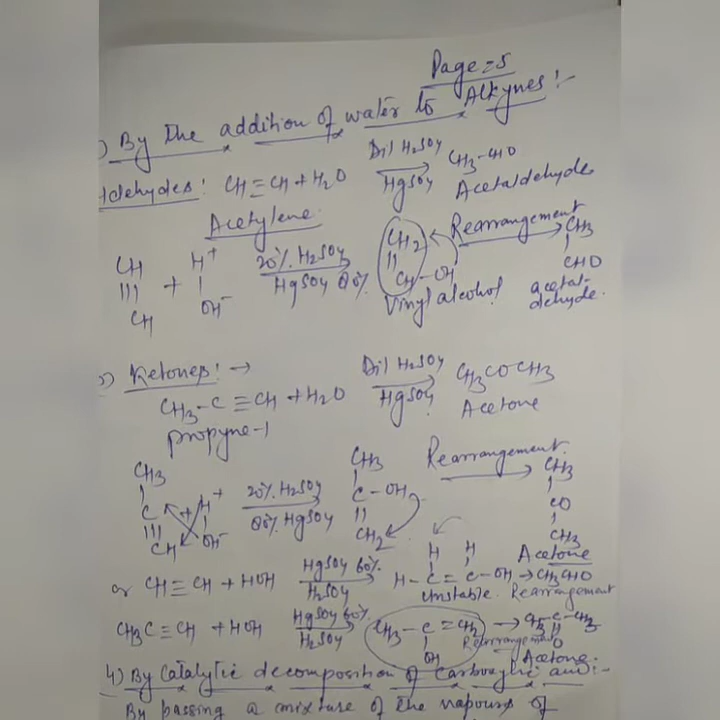 Page=5
) By the addition of water to Alkynes:-
Aldehydes: CH≡CH + H2O Dil H2SO4 HgSO4 CH3-CHO
Acetylene Acetaldehyde
CH ||| CH + H+ | OH- 20%. H2SO4 HgSO4 60%. CH2 || CH-OH Rearrangement CH3 | CHO
Vinyl alcohol acetal-dehyde.
) Ketones:→
CH3-C≡CH + H2O Dil H2SO4 HgSO4 CH3COCH3
propyne-1 Acetone
CH3 | C ||| CH + H+ | OH- 20%. H2SO4 60%. HgSO4 CH3 | C-OH || CH2 Rearrangement. CH3 | CO | CH3
Acetone
or CH≡CH + HOH HgSO4 60%. H2SO4 H-C=C-OH → CH3CHO
H H
Unstable. Rearrangement
CH3C≡CH + HOH HgSO4 60%. H2SO4 CH3-C=CH2 | OH → CH3-C-CH3 || O
Rearrangement Acetone.
4) By Catalytic decomposition of Carboxylic acid:-
By passing a mixture of the vapours of